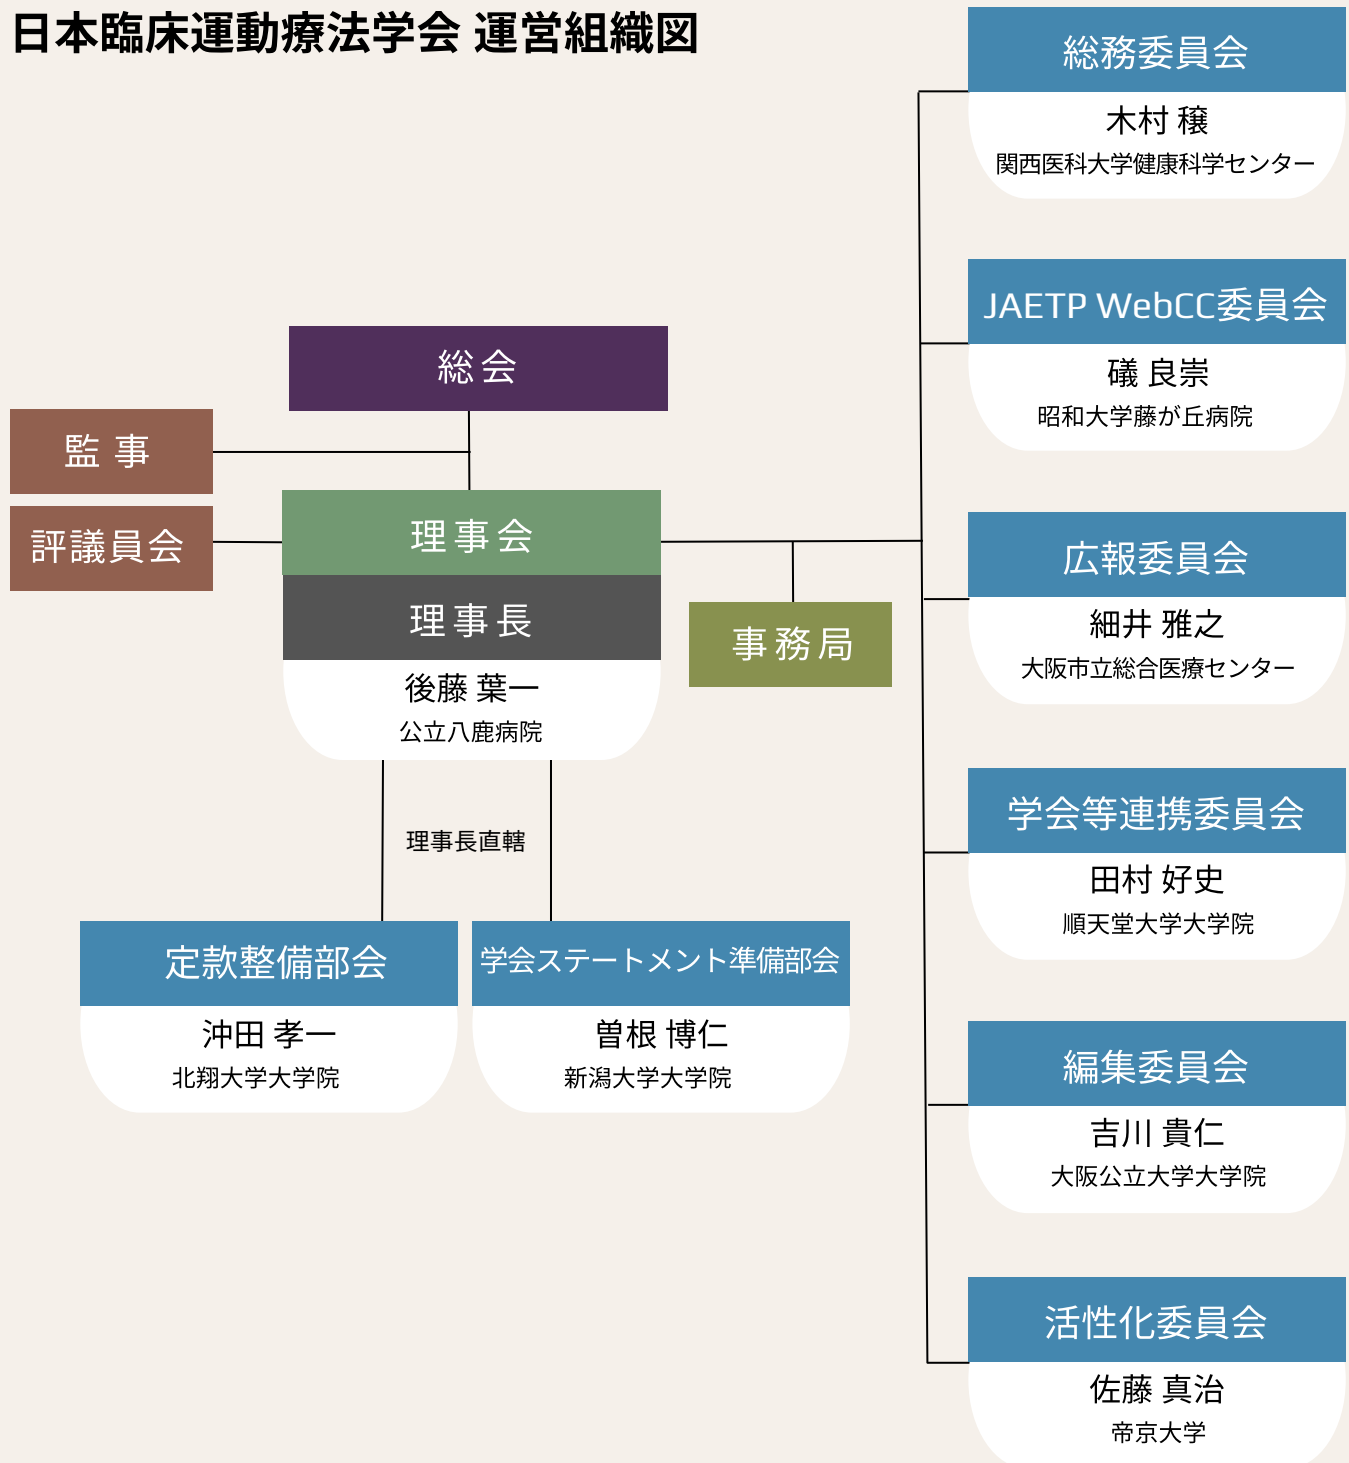 日本臨床運動療法学会 運営組織図
総会
監事
評議員会
理事会
理事長
後藤 葉一
公立八鹿病院
事務局
理事長直轄
定款整備部会
沖田 孝一
北翔大学大学院
学会ステートメント準備部会
曽根 博仁
新潟大学大学院
総務委員会
木村 穣
関西医科大学健康科学センター
JAETP WebCC委員会
礒 良崇
昭和大学藤が丘病院
広報委員会
細井 雅之
大阪市立総合医療センター
学会等連携委員会
田村 好史
順天堂大学大学院
編集委員会
吉川 貴仁
大阪公立大学大学院
活性化委員会
佐藤 真治
帝京大学